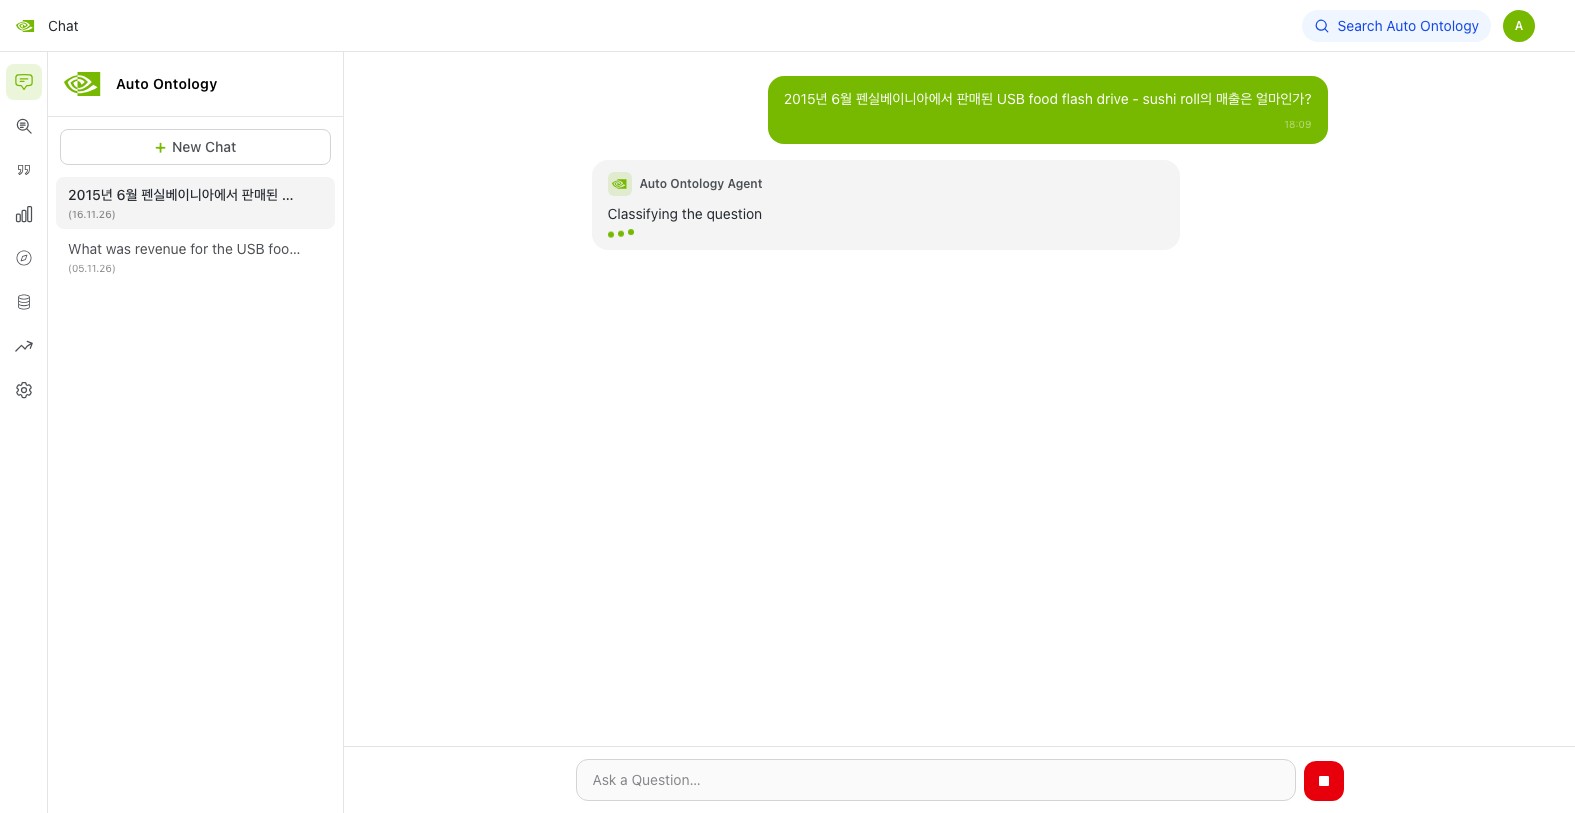 Chat
Search Auto Ontology
A
Auto Ontology
+ New Chat
2015년 6월 펜실베이니아에서 판매된 ...
(16.11.26)
What was revenue for the USB foo...
(05.11.26)
2015년 6월 펜실베이니아에서 판매된 USB food flash drive - sushi roll의 매출은 얼마인가?
18:09
Auto Ontology Agent
Classifying the question
Ask a Question...